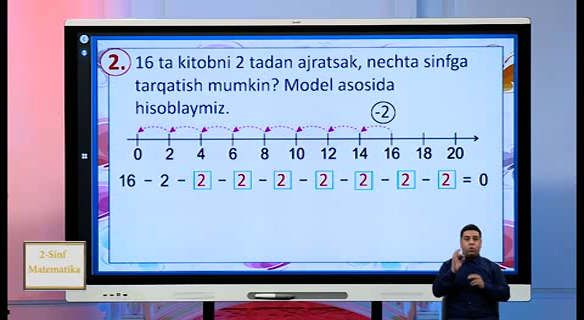 2. 16 ta kitobni 2 tadan ajratsak, nechta sinfga
tarqatish mumkin? Model asosida
hisoblaymiz.
-2
0 2 4 6 8 10 12 14 16 18 20
16 - 2 - 2 - 2 - 2 - 2 - 2 - 2 - 2 = 0
2-Sinf
Matematika